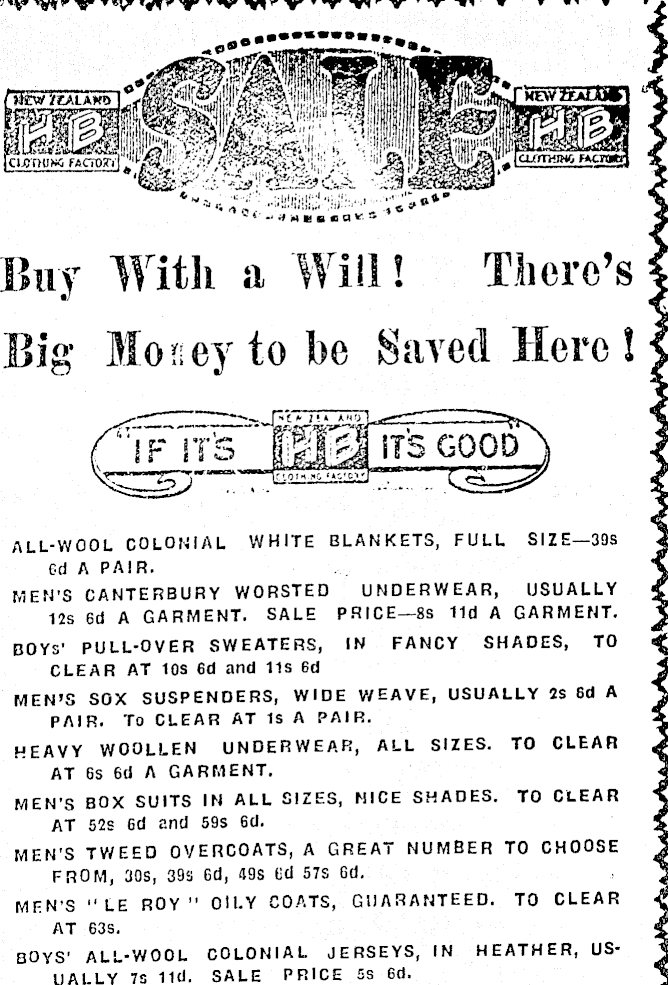 SALE
NEW ZEALAND
HB
CLOTHING FACTORY
NEW ZEALAND
HB
CLOTHING FACTORY
Buy With a Will! There's
Big Money to be Saved Here!
"IF IT'S
NEW ZEALAND
HB
CLOTHING FACTORY
IT'S GOOD"
ALL-WOOL COLONIAL WHITE BLANKETS, FULL SIZE—39s
6d A PAIR.
MEN'S CANTERBURY WORSTED UNDERWEAR, USUALLY
12s 6d A GARMENT. SALE PRICE—8s 11d A GARMENT.
BOYS' PULL-OVER SWEATERS, IN FANCY SHADES, TO
CLEAR AT 10s 6d and 11s 6d
MEN'S SOX SUSPENDERS, WIDE WEAVE, USUALLY 2s 6d A
PAIR. To CLEAR AT 1s A PAIR.
HEAVY WOOLLEN UNDERWEAR, ALL SIZES. TO CLEAR
AT 6s 6d A GARMENT.
MEN'S BOX SUITS IN ALL SIZES, NICE SHADES. TO CLEAR
AT 52s 6d and 59s 6d.
MEN'S TWEED OVERCOATS, A GREAT NUMBER TO CHOOSE
FROM, 30s, 39s 6d, 49s 6d 57s 6d.
MEN'S "LE ROY" OILY COATS, GUARANTEED. TO CLEAR
AT 63s.
BOYS' ALL-WOOL COLONIAL JERSEYS, IN HEATHER, US-
UALLY 7s 11d. SALE PRICE 5s 6d.